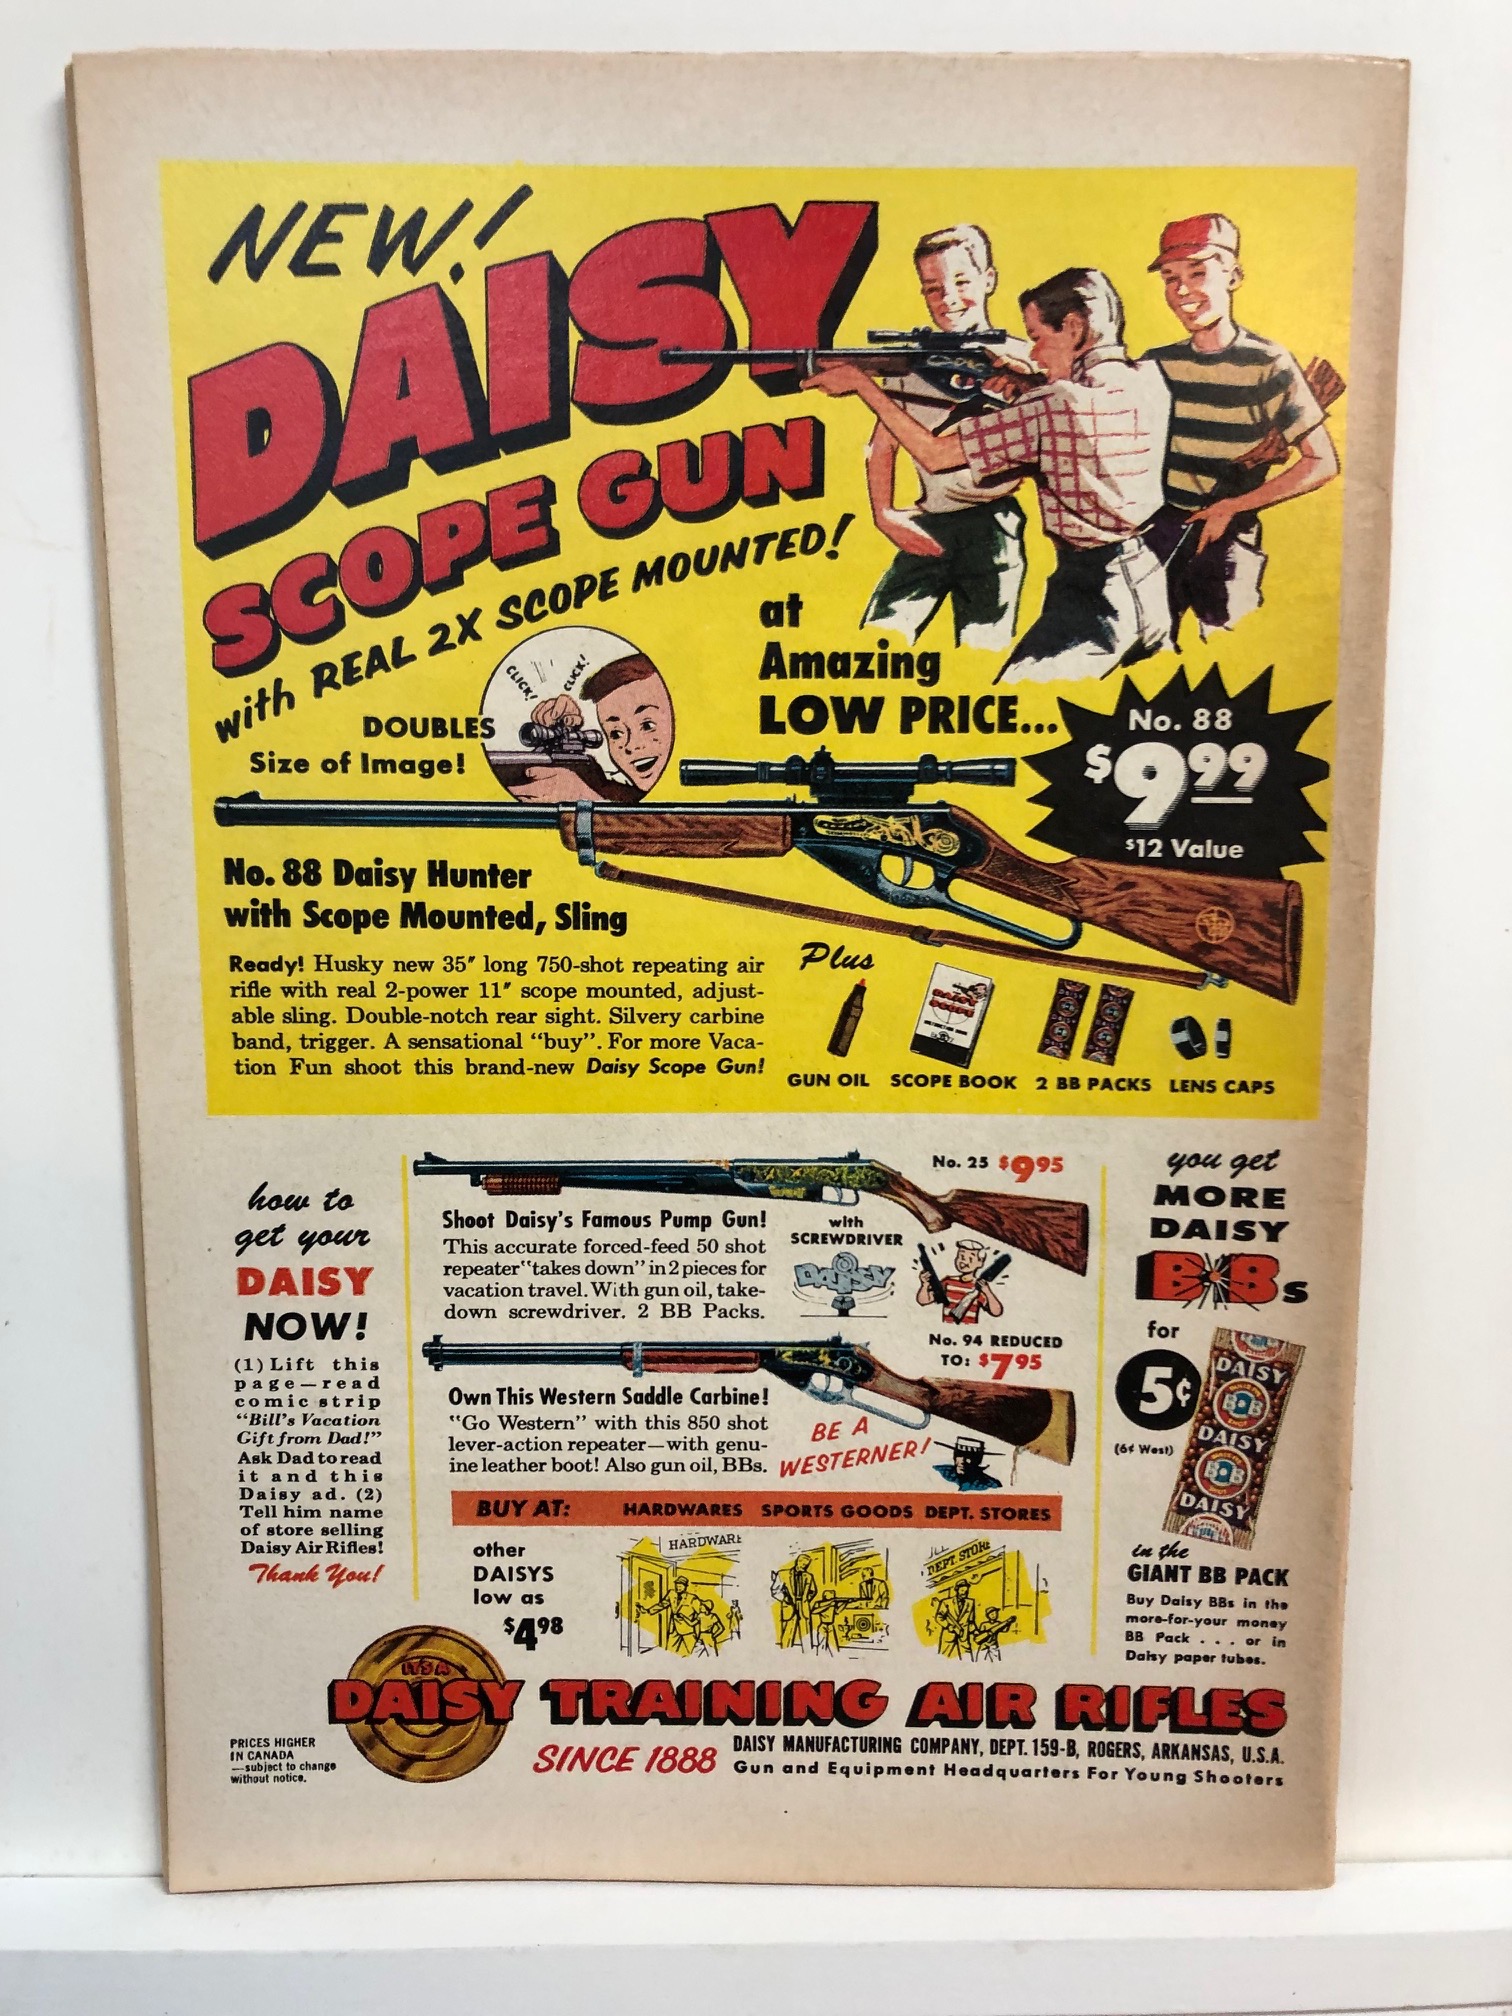 NEW!
DAISY
SCOPE GUN
with REAL 2X SCOPE MOUNTED!
at
Amazing
LOW PRICE...
CLICK!
CLICK!
DOUBLES
Size of Image!
No. 88
$9.99
$12 Value
No. 88 Daisy Hunter
with Scope Mounted, Sling
Ready! Husky new 35″ long 750-shot repeating air
rifle with real 2-power 11″ scope mounted, adjust-
able sling. Double-notch rear sight. Silvery carbine
band, trigger. A sensational "buy". For more Vaca-
tion Fun shoot this brand-new Daisy Scope Gun!
Plus
DAISY
SCOPE
GUN OIL
SCOPE BOOK
2 BB PACKS
LENS CAPS
how to
get your
DAISY
NOW!
(1) Lift this
page—read
comic strip
"Bill's Vacation
Gift from Dad!"
Ask Dad to read
it and this
Daisy ad. (2)
Tell him name
of store selling
Daisy Air Rifles!
Thank You!
No. 25 $9.95
Shoot Daisy's Famous Pump Gun!
This accurate forced-feed 50 shot
repeater "takes down" in 2 pieces for
vacation travel. With gun oil, take-
down screwdriver. 2 BB Packs.
with
SCREWDRIVER
DAISY
No. 94 REDUCED
TO: $7.95
Own This Western Saddle Carbine!
"Go Western" with this 850 shot
lever-action repeater—with genu-
ine leather boot! Also gun oil, BBs.
BE A
WESTERNER!
BUY AT: HARDWARES SPORTS GOODS DEPT. STORES
other
DAISYS
low as
$4.98
HARDWARE
DEPT. STORE
you get
MORE
DAISY
BBs
for
5¢
(6¢ West)
DAISY
BB
DAISY
BB
SHOT
DAISY
in the
GIANT BB PACK
Buy Daisy BBs in the
more-for-your money
BB Pack . . . or in
Daisy paper tubes.
IT'S A
DAISY TRAINING AIR RIFLES
PRICES HIGHER
IN CANADA
—subject to change
without notice.
SINCE 1888
DAISY MANUFACTURING COMPANY, DEPT. 159-B, ROGERS, ARKANSAS, U.S.A.
Gun and Equipment Headquarters For Young Shooters